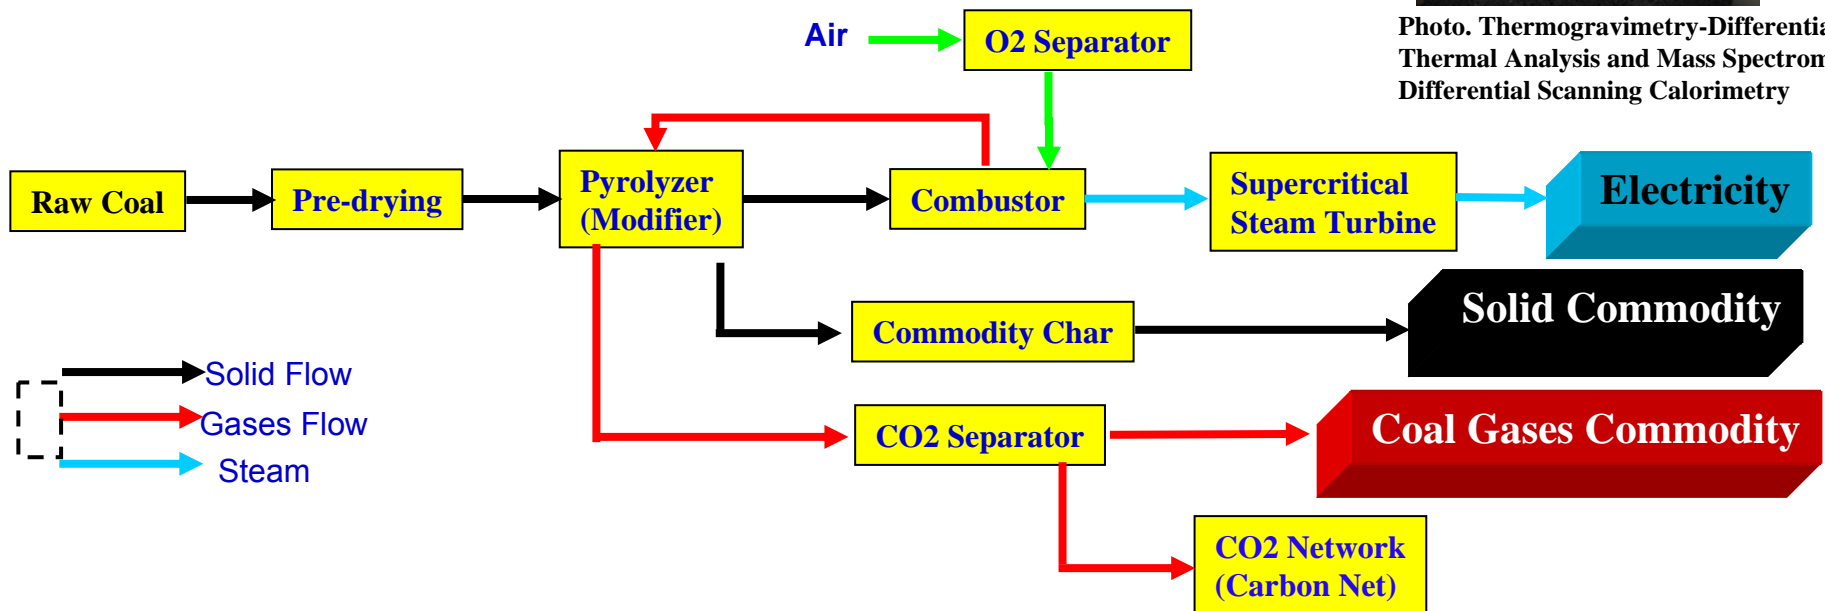 Air
O2 Separator
Photo. Thermogravimetry-Differentia
Thermal Analysis and Mass Spectrom
Differential Scanning Calorimetry
Raw Coal
Pre-drying
Pyrolyzer
(Modifier)
Combustor
Supercritical
Steam Turbine
Electricity
Commodity Char
Solid Commodity
Solid Flow
Gases Flow
Steam
CO2 Separator
Coal Gases Commodity
CO2 Network
(Carbon Net)